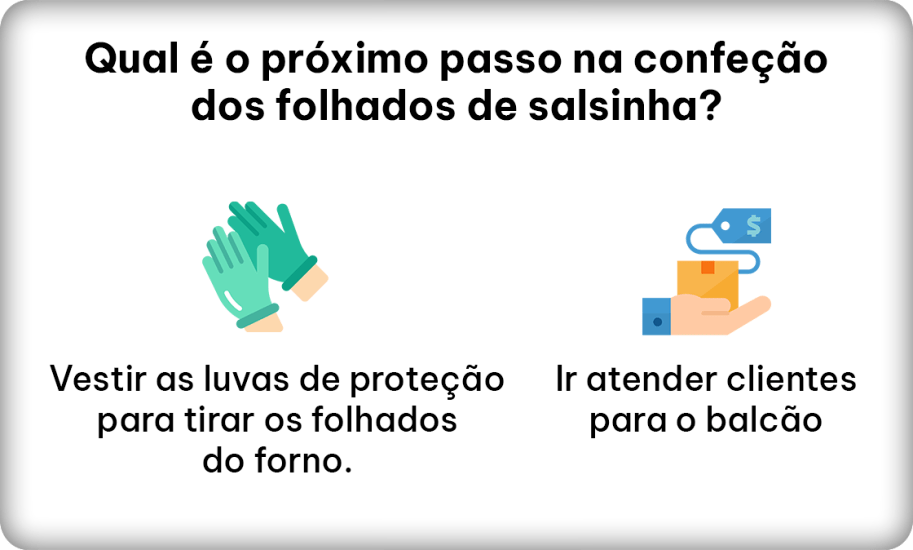 Qual é o próximo passo na confeção
dos folhados de salsinha?
$
Vestir as luvas de proteção
para tirar os folhados
do forno.
Ir atender clientes
para o balcão